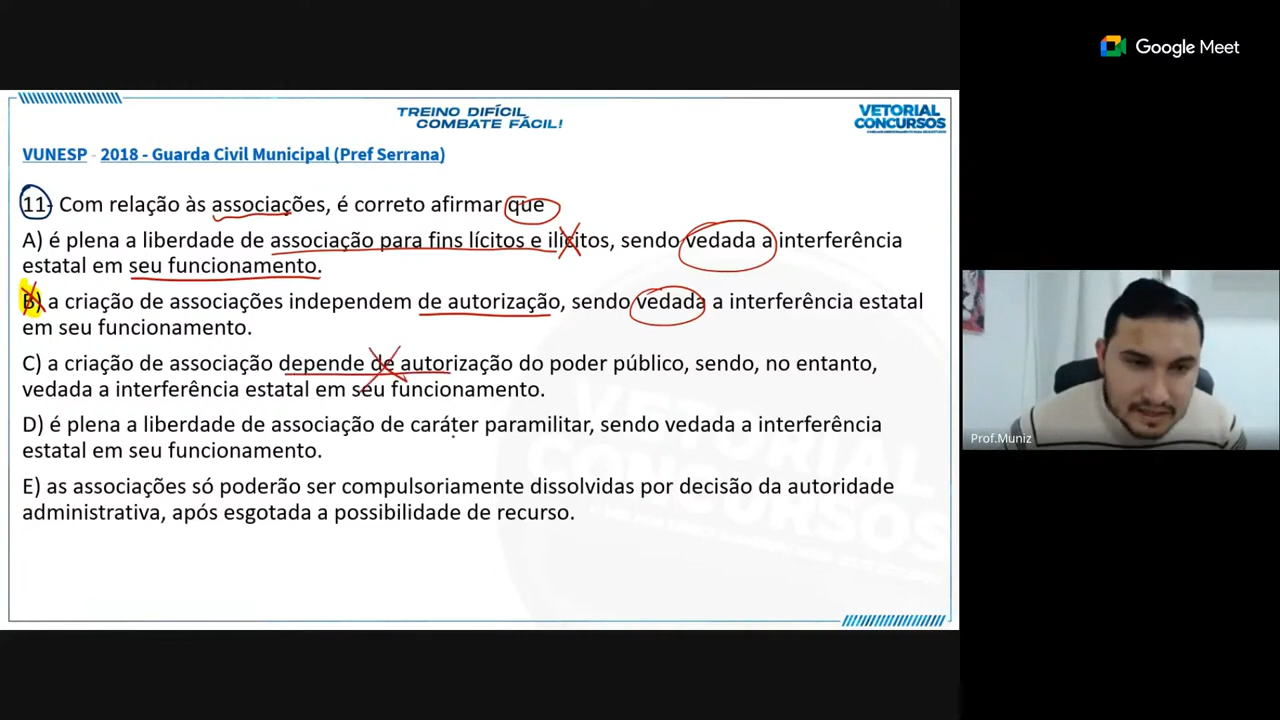 Google Meet
TREINO DIFÍCIL
COMBATE FÁCIL!
VETORIAL
CONCURSOS
VUNESP - 2018 - Guarda Civil Municipal (Pref Serrana)
11- Com relação às associações, é correto afirmar que
A) é plena a liberdade de associação para fins lícitos e ilícitos, sendo vedada a interferência
estatal em seu funcionamento.
B) a criação de associações independem de autorização, sendo vedada a interferência estatal
em seu funcionamento.
C) a criação de associação depende de autorização do poder público, sendo, no entanto,
vedada a interferência estatal em seu funcionamento.
D) é plena a liberdade de associação de caráter paramilitar, sendo vedada a interferência
estatal em seu funcionamento.
E) as associações só poderão ser compulsoriamente dissolvidas por decisão da autoridade
administrativa, após esgotada a possibilidade de recurso.
VETORIAL
CONCURSOS
Prof.Muniz